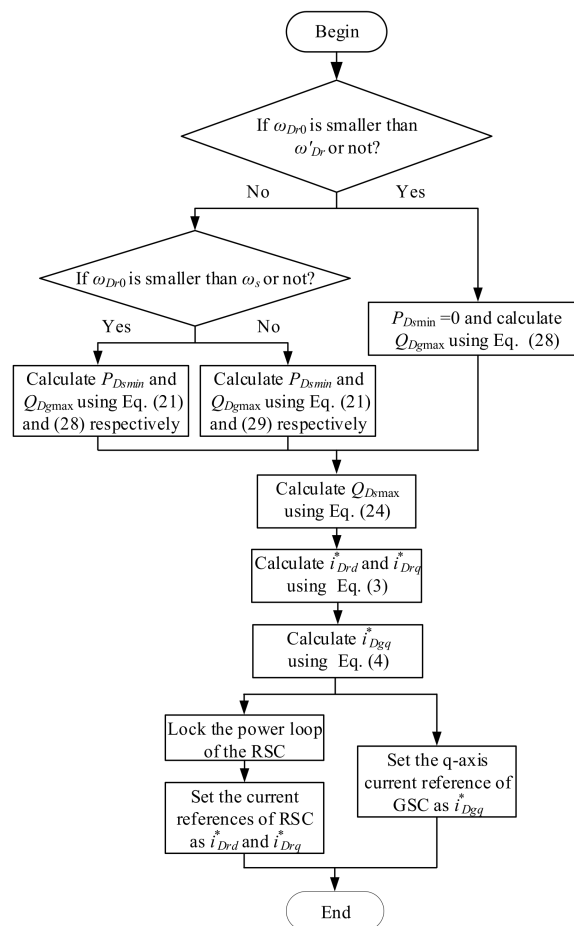 Begin
If ωDr0 is smaller than
ω'Dr or not?
No
Yes
If ωDr0 is smaller than ωs or not?
Yes
No
PDsmin =0 and calculate
QDgmax using Eq. (28)
Calculate PDsmin and
QDgmax using Eq. (21)
and (28) respectively
Calculate PDsmin and
QDgmax using Eq. (21)
and (29) respectively
Calculate QDsmax
using Eq. (24)
Calculate i*Drd and i*Drq
using Eq. (3)
Calculate i*Dgq
using Eq. (4)
Lock the power loop
of the RSC
Set the current
references of RSC
as i*Drd and i*Drq
Set the q-axis
current reference of
GSC as i*Dgq
End